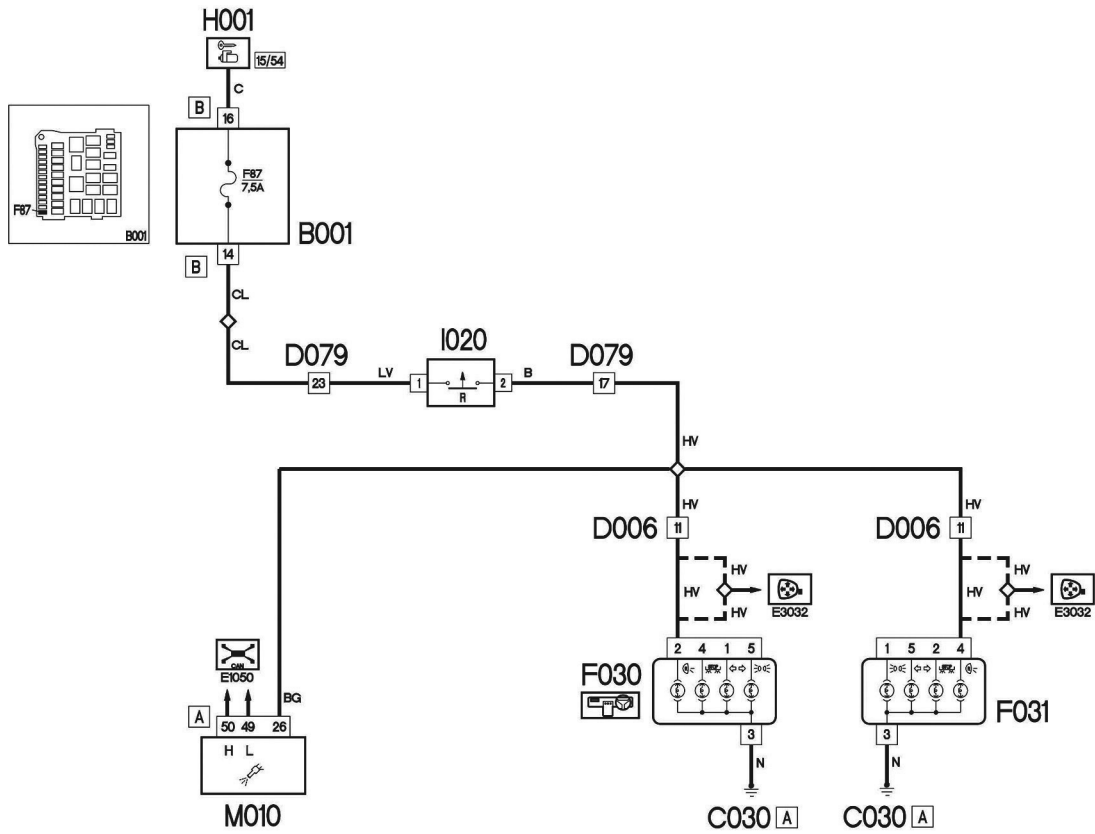 H001
15/54
C
B
16
F87
7,5A
F87
B001
B001
14
B
CL
CL
D079
23
LV
I020
1
R
2
B
D079
17
HV
HV
HV
D006
11
D006
11
HV
HV
HV
E3032
HV
HV
HV
E3032
2 4 1 5
F030
3
N
C030 A
1 5 2 4
F031
3
N
C030 A
CAN
E1050
BG
A
50 49 26
H L
M010